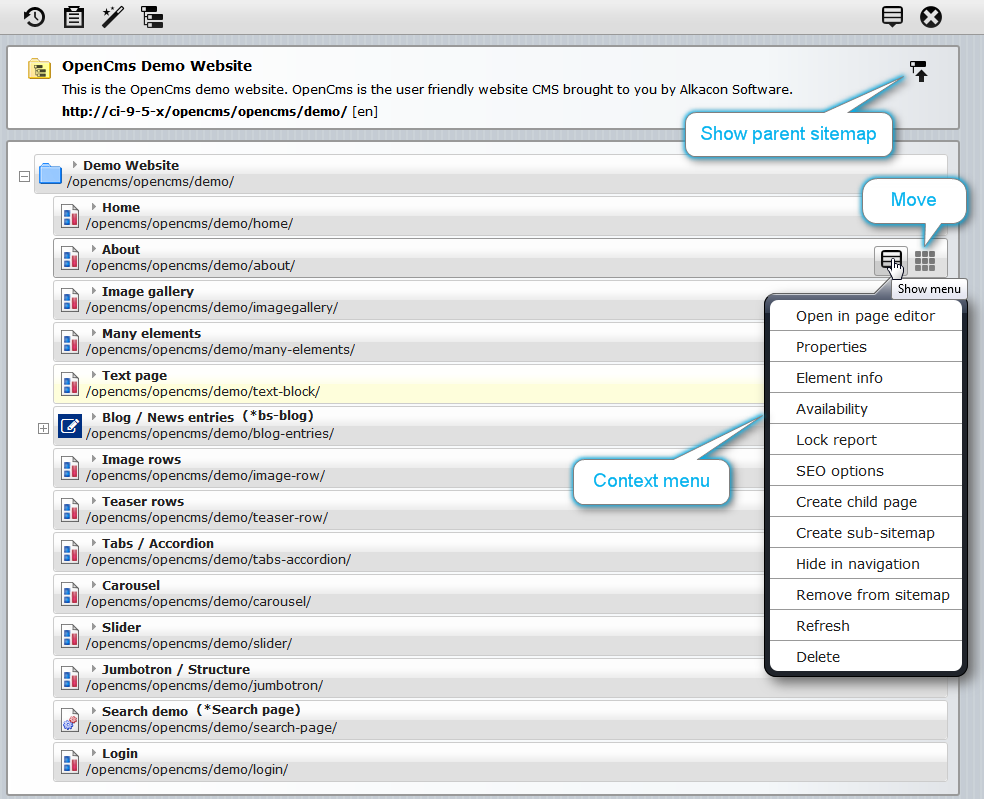 OpenCms Demo Website
This is the OpenCms demo website. OpenCms is the user friendly website CMS brought to you by Alkacon Software.
http://ci-9-5-x/opencms/opencms/demo/ [en]
Show parent sitemap
Demo Website
/opencms/opencms/demo/
Move
Home
/opencms/opencms/demo/home/
About
/opencms/opencms/demo/about/
Show menu
Image gallery
/opencms/opencms/demo/imagegallery/
Many elements
/opencms/opencms/demo/many-elements/
Text page
/opencms/opencms/demo/text-block/
Blog / News entries (*bs-blog)
/opencms/opencms/demo/blog-entries/
Image rows
/opencms/opencms/demo/image-row/
Teaser rows
/opencms/opencms/demo/teaser-row/
Tabs / Accordion
/opencms/opencms/demo/tabs-accordion/
Carousel
/opencms/opencms/demo/carousel/
Slider
/opencms/opencms/demo/slider/
Jumbotron / Structure
/opencms/opencms/demo/jumbotron/
Search demo (*Search page)
/opencms/opencms/demo/search-page/
Login
/opencms/opencms/demo/login/
Context menu
Open in page editor
Properties
Element info
Availability
Lock report
SEO options
Create child page
Create sub-sitemap
Hide in navigation
Remove from sitemap
Refresh
Delete